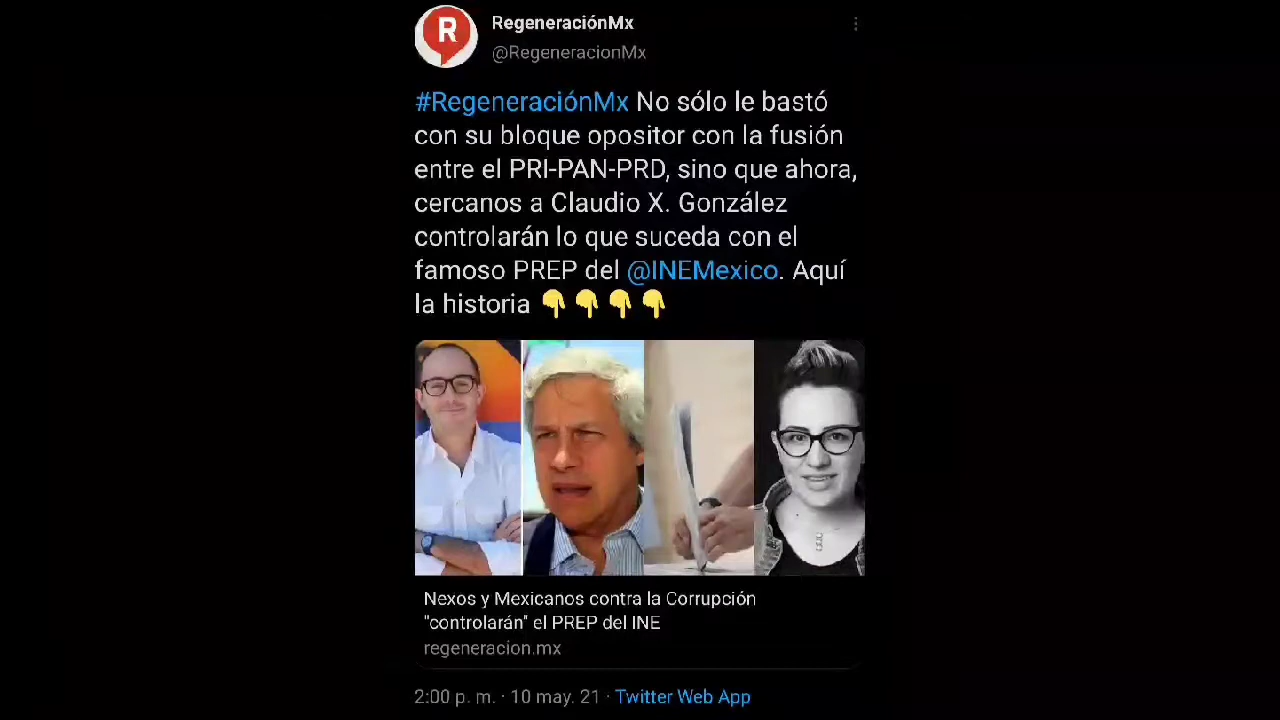 R
RegeneraciónMx
@RegeneracionMx
#RegeneraciónMx No sólo le bastó
con su bloque opositor con la fusión
entre el PRI-PAN-PRD, sino que ahora,
cercanos a Claudio X. González
controlarán lo que suceda con el
famoso PREP del @INEMexico. Aquí
la historia 👇👇👇👇
Nexos y Mexicanos contra la Corrupción
"controlarán" el PREP del INE
regeneracion.mx
2:00 p. m. · 10 may. 21 · Twitter Web App